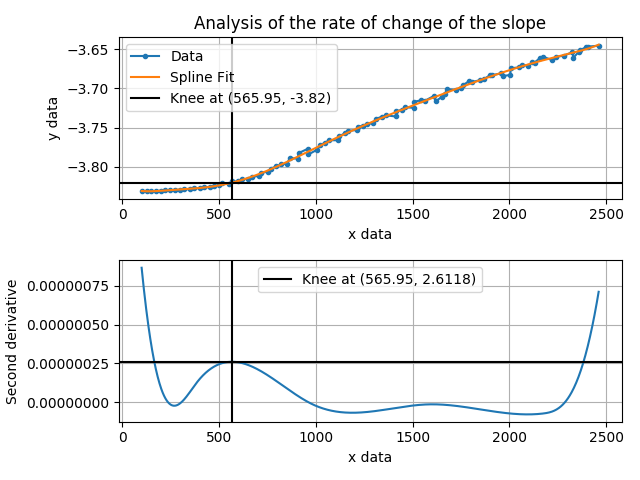 Analysis of the rate of change of the slope
Data
Spline Fit
Knee at (565.95, -3.82)
y data
−3.65
−3.70
−3.75
−3.80
0 500 1000 1500 2000 2500
x data
Knee at (565.95, 2.6118)
Second derivative
0.00000075
0.00000050
0.00000025
0.00000000
0 500 1000 1500 2000 2500
x data